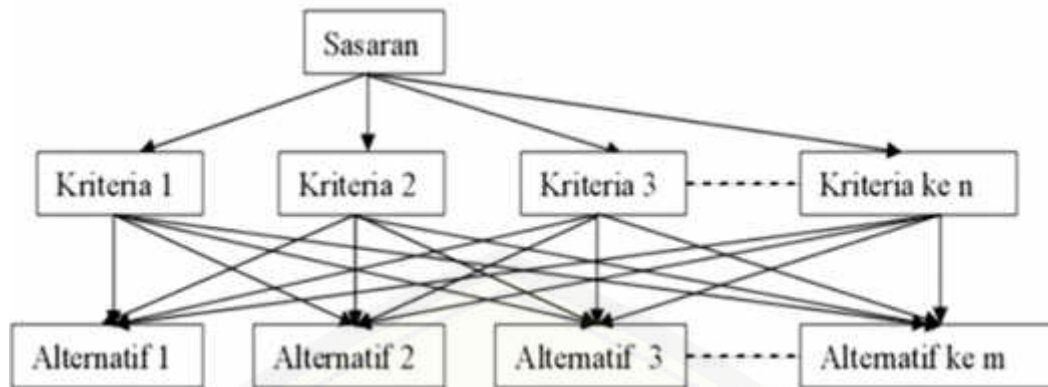 Sasaran
Kriteria 1
Kriteria 2
Kriteria 3
Kriteria ke n
Alternatif 1
Alternatif 2
Alternatif 3
Alternatif ke m